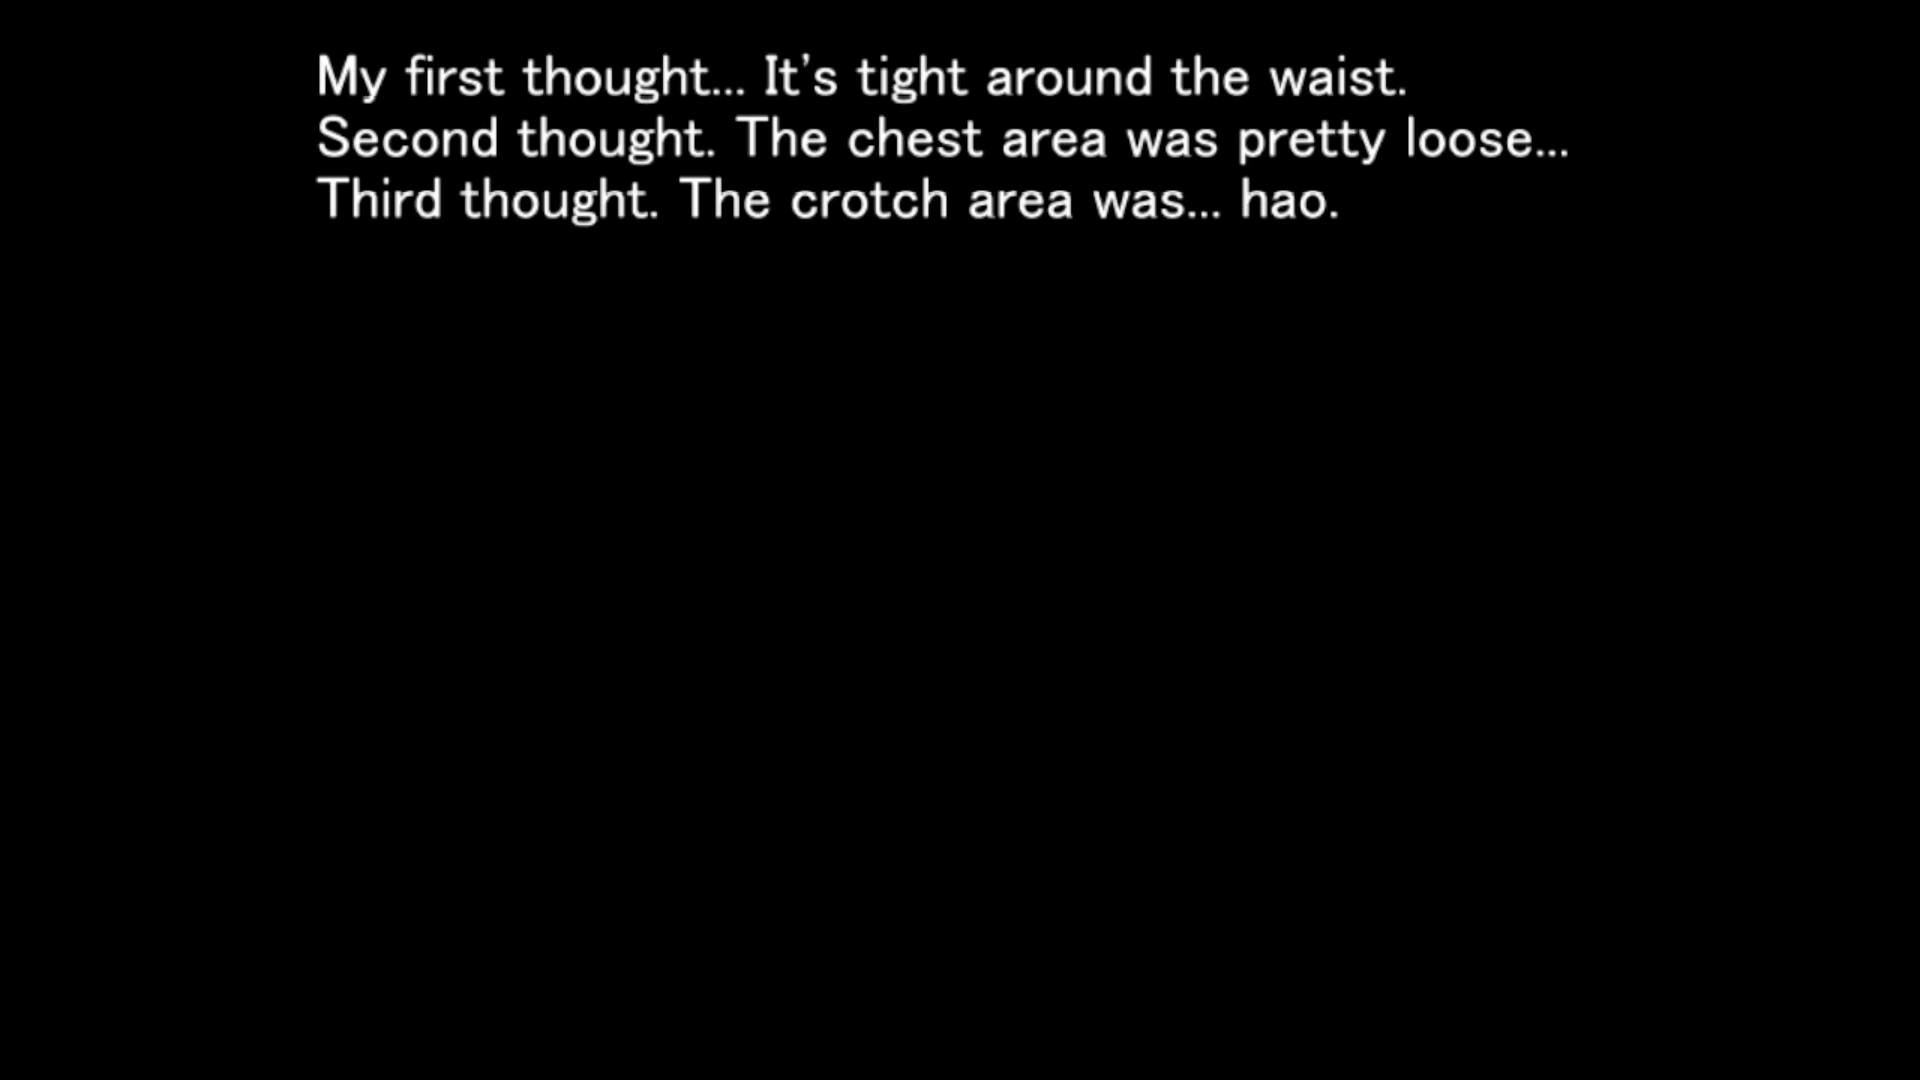 My first thought... It's tight around the waist.
Second thought. The chest area was pretty loose...
Third thought. The crotch area was... hao.